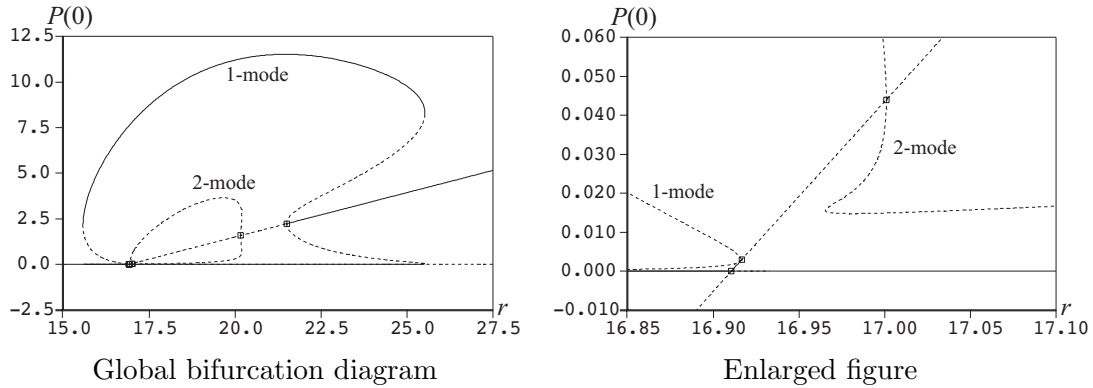 P(0)
12.5
10.0
7.5
5.0
2.5
0.0
-2.5
15.0 17.5 20.0 22.5 25.0 27.5
r
1-mode
2-mode
Global bifurcation diagram
P(0)
0.060
0.050
0.040
0.030
0.020
0.010
0.000
-0.010
16.85 16.90 16.95 17.00 17.05 17.10
r
2-mode
1-mode
Enlarged figure